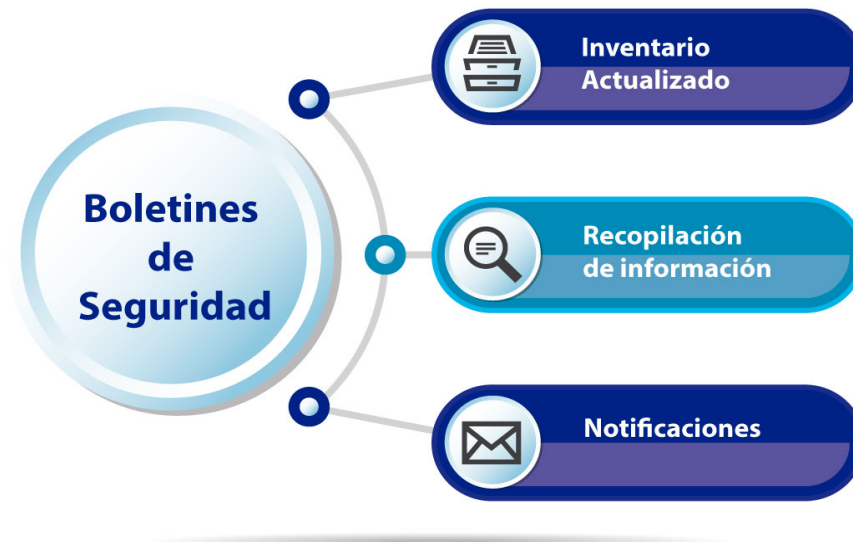 Boletines
de
Seguridad
Inventario
Actualizado
Recopilación
de información
Notificaciones